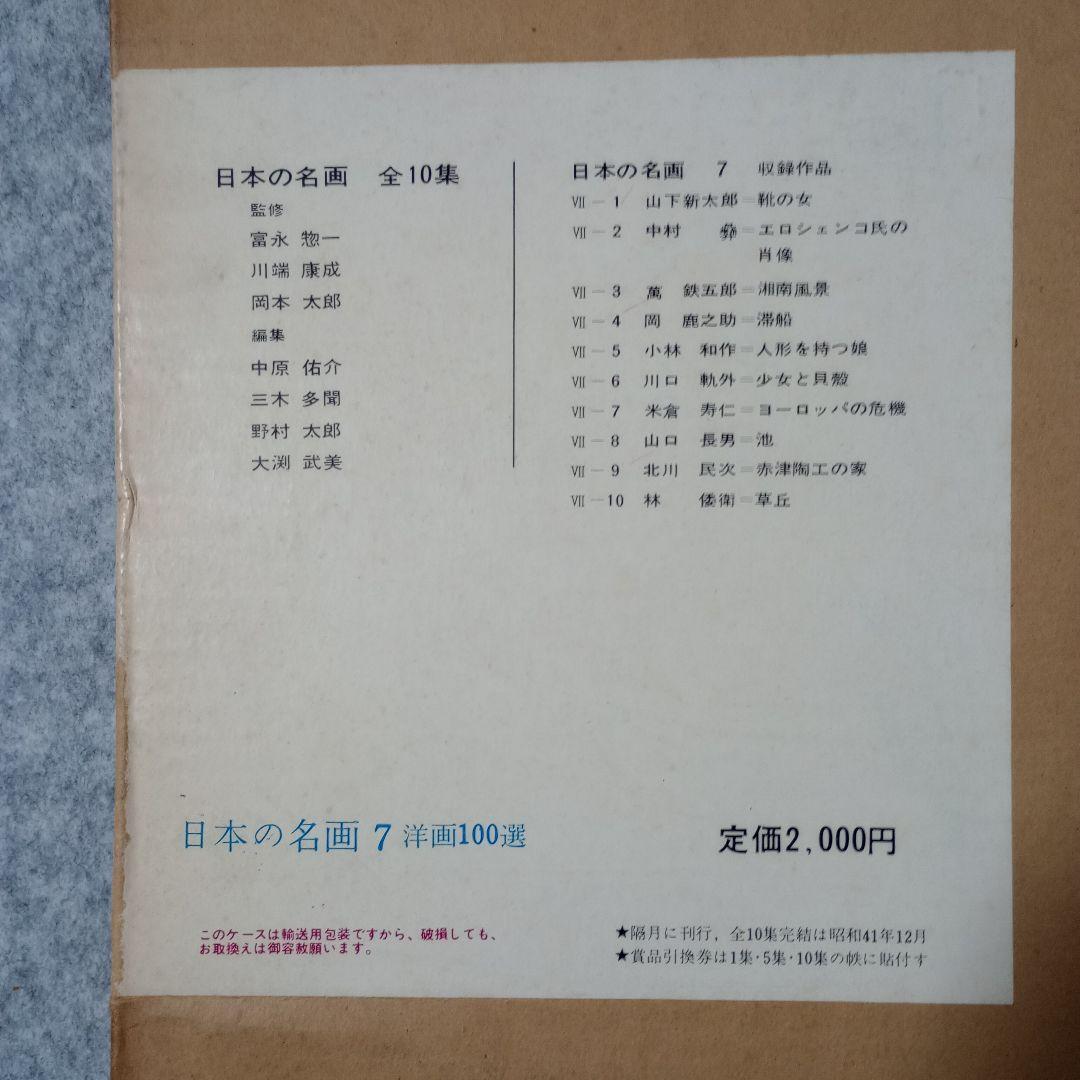 日本の名画 全10集
監修
富永 惣一
川端 康成
岡本 太郎
編集
中原 佑介
三木 多聞
野村 太郎
大渕 武美
日本の名画 7 収録作品
Ⅶ－1 山下新太郎＝靴の女
Ⅶ－2 中村 彝＝エロシェンコ氏の
肖像
Ⅶ－3 萬 鉄五郎＝湘南風景
Ⅶ－4 岡 鹿之助＝滞船
Ⅶ－5 小林 和作＝人形を持つ娘
Ⅶ－6 川口 軌外＝少女と貝殻
Ⅶ－7 米倉 寿仁＝ヨーロッパの危機
Ⅶ－8 山口 長男＝池
Ⅶ－9 北川 民次＝赤津陶工の家
Ⅶ－10 林 倭衛＝草丘
日本の名画 7 洋画100選
定価2,000円
このケースは輸送用包装ですから、破損しても、
お取換えは御容赦願います。
★隔月に刊行，全10集完結は昭和41年12月
★賞品引換券は1集・5集・10集の帙に貼付す